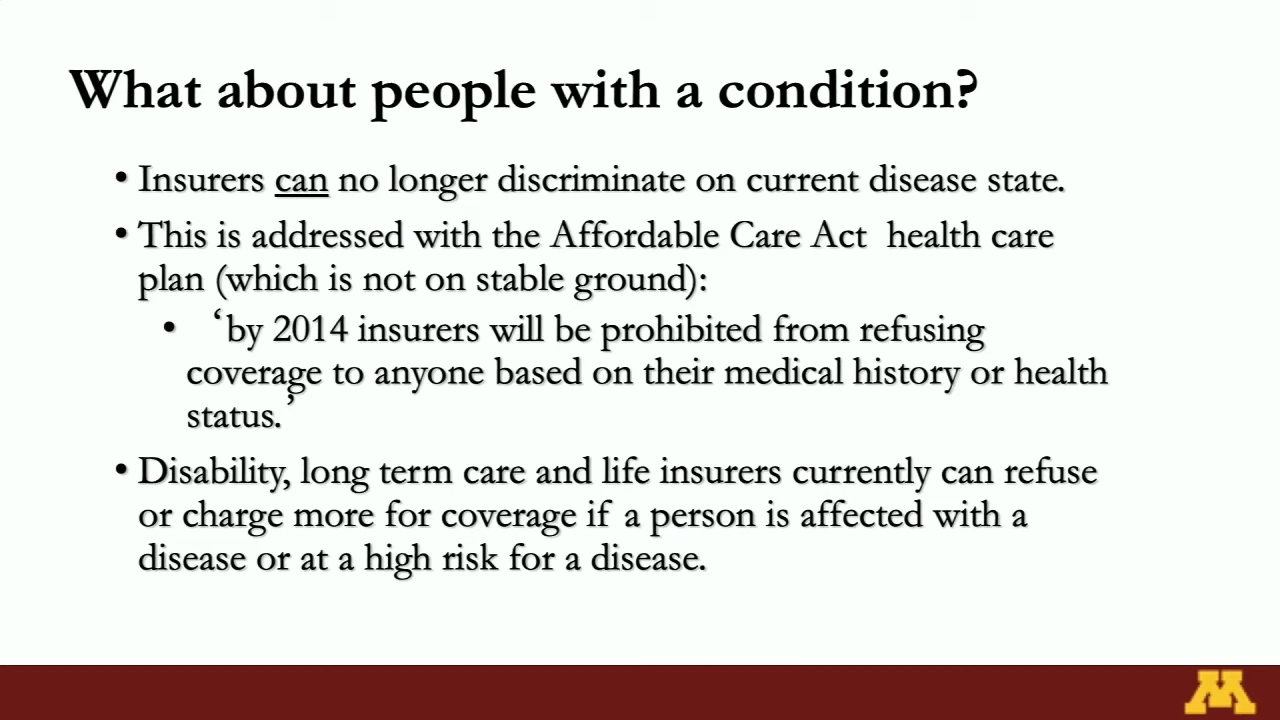 What about people with a condition?
• Insurers can no longer discriminate on current disease state.
• This is addressed with the Affordable Care Act  health care
plan (which is not on stable ground):
• ‘by 2014 insurers will be prohibited from refusing
coverage to anyone based on their medical history or health
status.’
• Disability, long term care and life insurers currently can refuse
or charge more for coverage if a person is affected with a
disease or at a high risk for a disease.
M